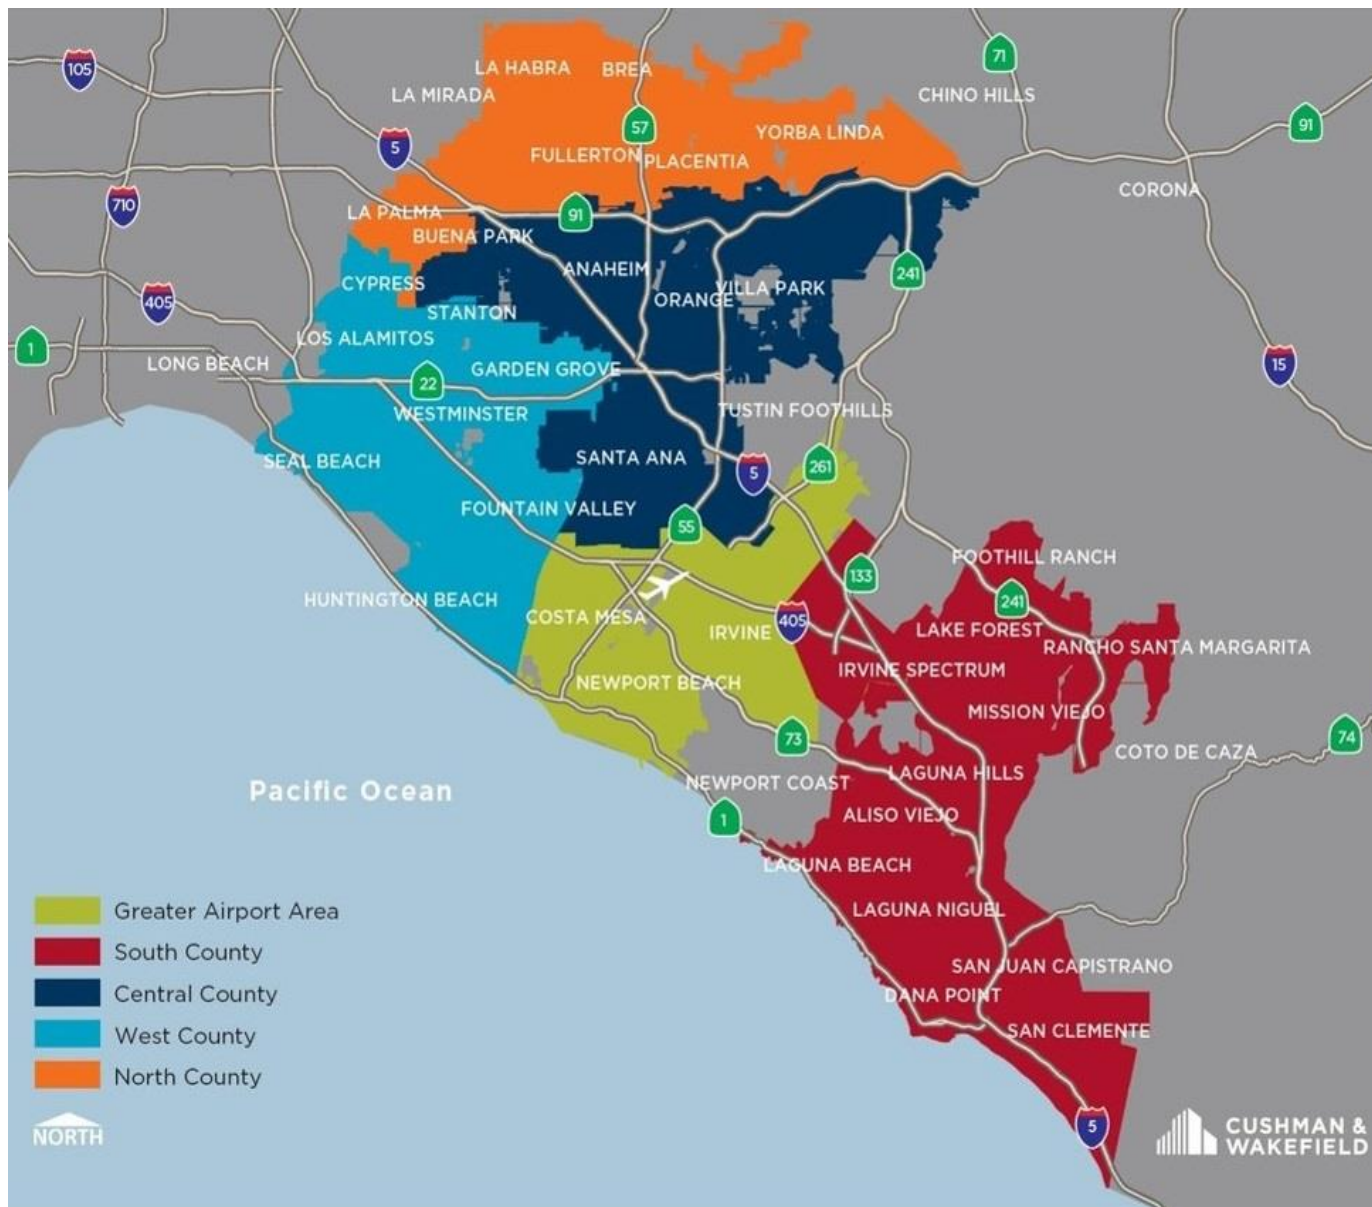 105
5
710
405
1
LA HABRA
BREA
LA MIRADA
57
71
CHINO HILLS
91
YORBA LINDA
FULLERTON
PLACENTIA
CORONA
LA PALMA
91
BUENA PARK
ANAHEIM
CYPRESS
ORANGE
VILLA PARK
241
STANTON
LOS ALAMITOS
LONG BEACH
GARDEN GROVE
22
15
WESTMINSTER
TUSTIN FOOTHILLS
SEAL BEACH
SANTA ANA
5
261
FOUNTAIN VALLEY
55
FOOTHILL RANCH
133
241
HUNTINGTON BEACH
COSTA MESA
IRVINE
405
LAKE FOREST
RANCHO SANTA MARGARITA
IRVINE SPECTRUM
NEWPORT BEACH
MISSION VIEJO
73
74
COTO DE CAZA
Pacific Ocean
NEWPORT COAST
LAGUNA HILLS
1
ALISO VIEJO
LAGUNA BEACH
LAGUNA NIGUEL
SAN JUAN CAPISTRANO
DANA POINT
SAN CLEMENTE
5
Greater Airport Area
South County
Central County
West County
North County
NORTH
CUSHMAN &
WAKEFIELD